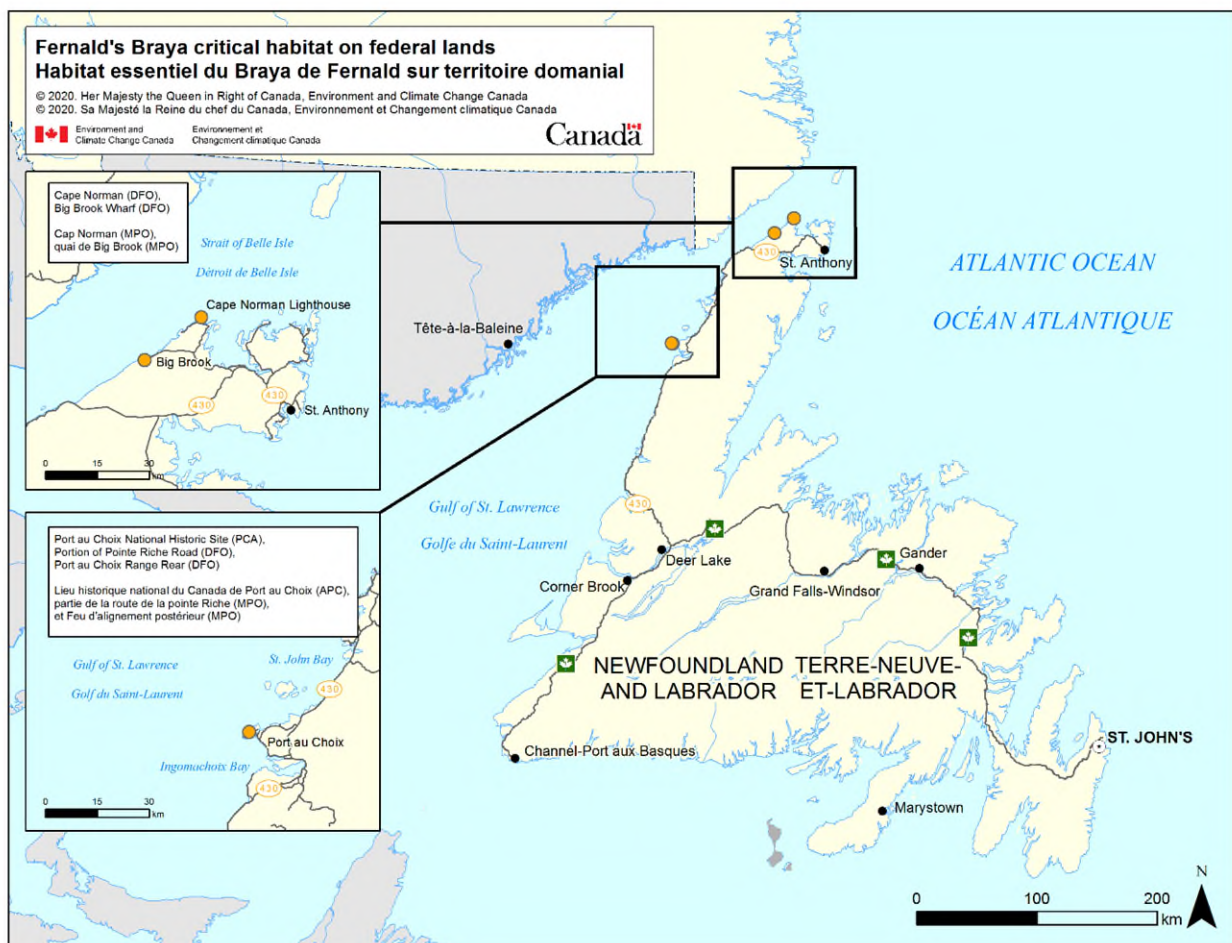 Fernald's Braya critical habitat on federal lands
Habitat essentiel du Braya de Fernald sur territoire domanial
© 2020. Her Majesty the Queen in Right of Canada, Environment and Climate Change Canada
© 2020. Sa Majesté la Reine du chef du Canada, Environnement et Changement climatique Canada
Environment and
Climate Change Canada
Environnement et
Changement climatique Canada
Canada
Cape Norman (DFO),
Big Brook Wharf (DFO)
Cap Norman (MPO),
quai de Big Brook (MPO)
Strait of Belle Isle
Détroit de Belle Isle
Cape Norman Lighthouse
Big Brook
430
430
St. Anthony
0 15 30
km
Port au Choix National Historic Site (PCA),
Portion of Pointe Riche Road (DFO),
Port au Choix Range Rear (DFO)
Lieu historique national du Canada de Port au Choix (APC),
partie de la route de la pointe Riche (MPO),
et Feu d'alignement postérieur (MPO)
Gulf of St. Lawrence
Golf du Saint-Laurent
St. John Bay
430
Port au Choix
Ingornachoix Bay
430
0 15 30
km
430
St. Anthony
ATLANTIC OCEAN
OCÉAN ATLANTIQUE
Tête-à-la-Baleine
Gulf of St. Lawrence
Golfe du Saint-Laurent
430
Deer Lake
Corner Brook
Grand Falls-Windsor
Gander
NEWFOUNDLAND
AND LABRADOR
TERRE-NEUVE-
ET-LABRADOR
ST. JOHN'S
Channel-Port aux Basques
Marystown
0 100 200
km
N